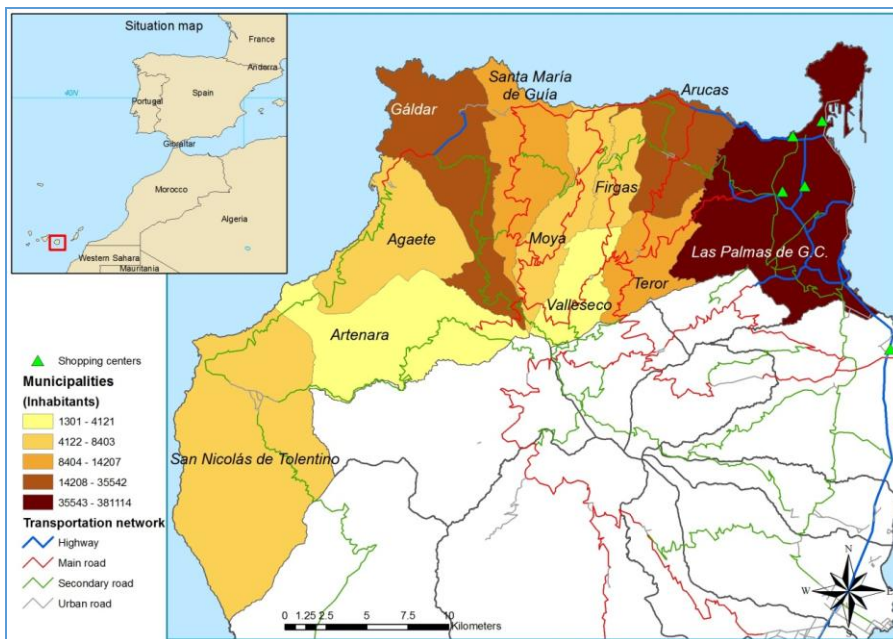 Situation map
France
Andorra
40N
Portugal
Spain
Gibraltar
Morocco
Algeria
Western Sahara
Mauritania
Santa María
de Guía
Arucas
Gáldar
Firgas
Agaete
Moya
Las Palmas de G.C.
Teror
Valleseco
Artenara
San Nicolás de Tolentino
Shopping centers
Municipalities
(Inhabitants)
1301 - 4121
4122 - 8403
8404 - 14207
14208 - 35542
35543 - 381114
Transportation network
Highway
Main road
Secondary road
Urban road
0 1.25 2.5 5 7.5 10
Kilometers
N
W